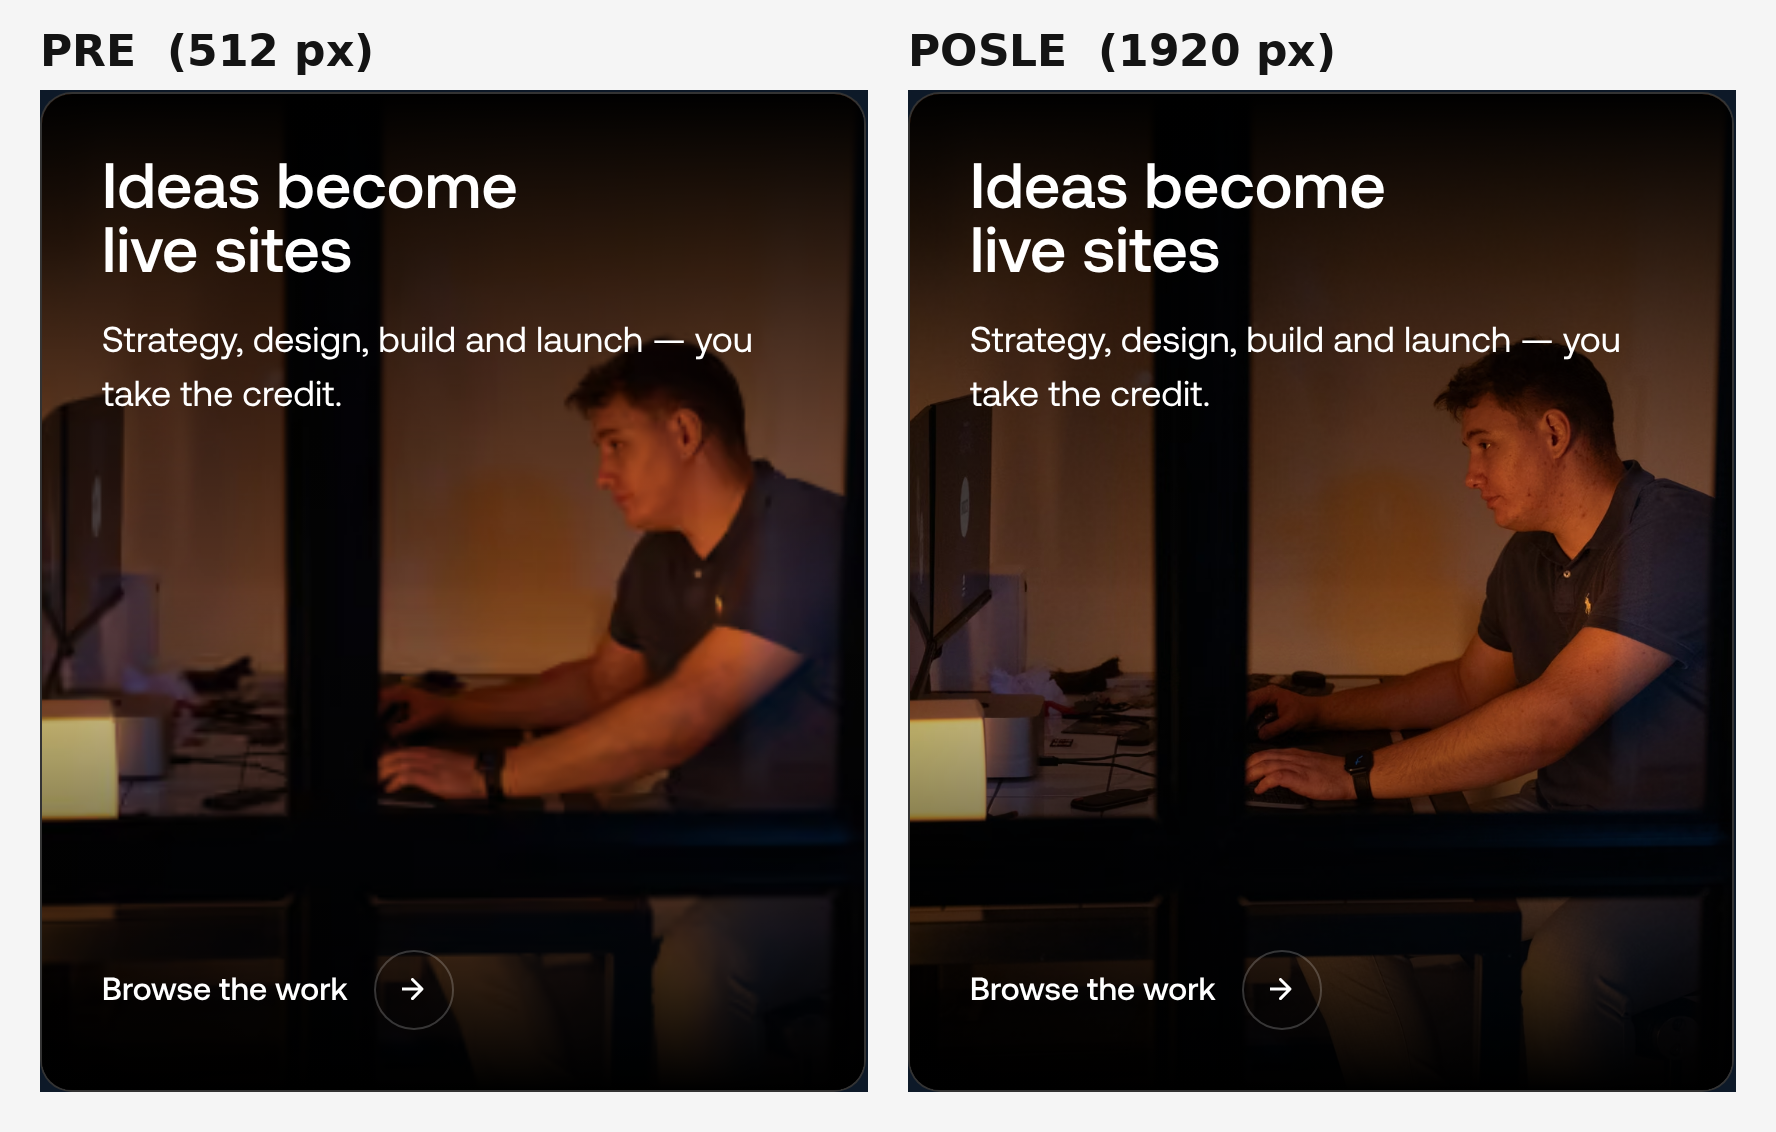 PRE (512 px)
Ideas become
live sites
Strategy, design, build and launch — you
take the credit.
Browse the work
POSLE (1920 px)
Ideas become
live sites
Strategy, design, build and launch — you
take the credit.
Browse the work